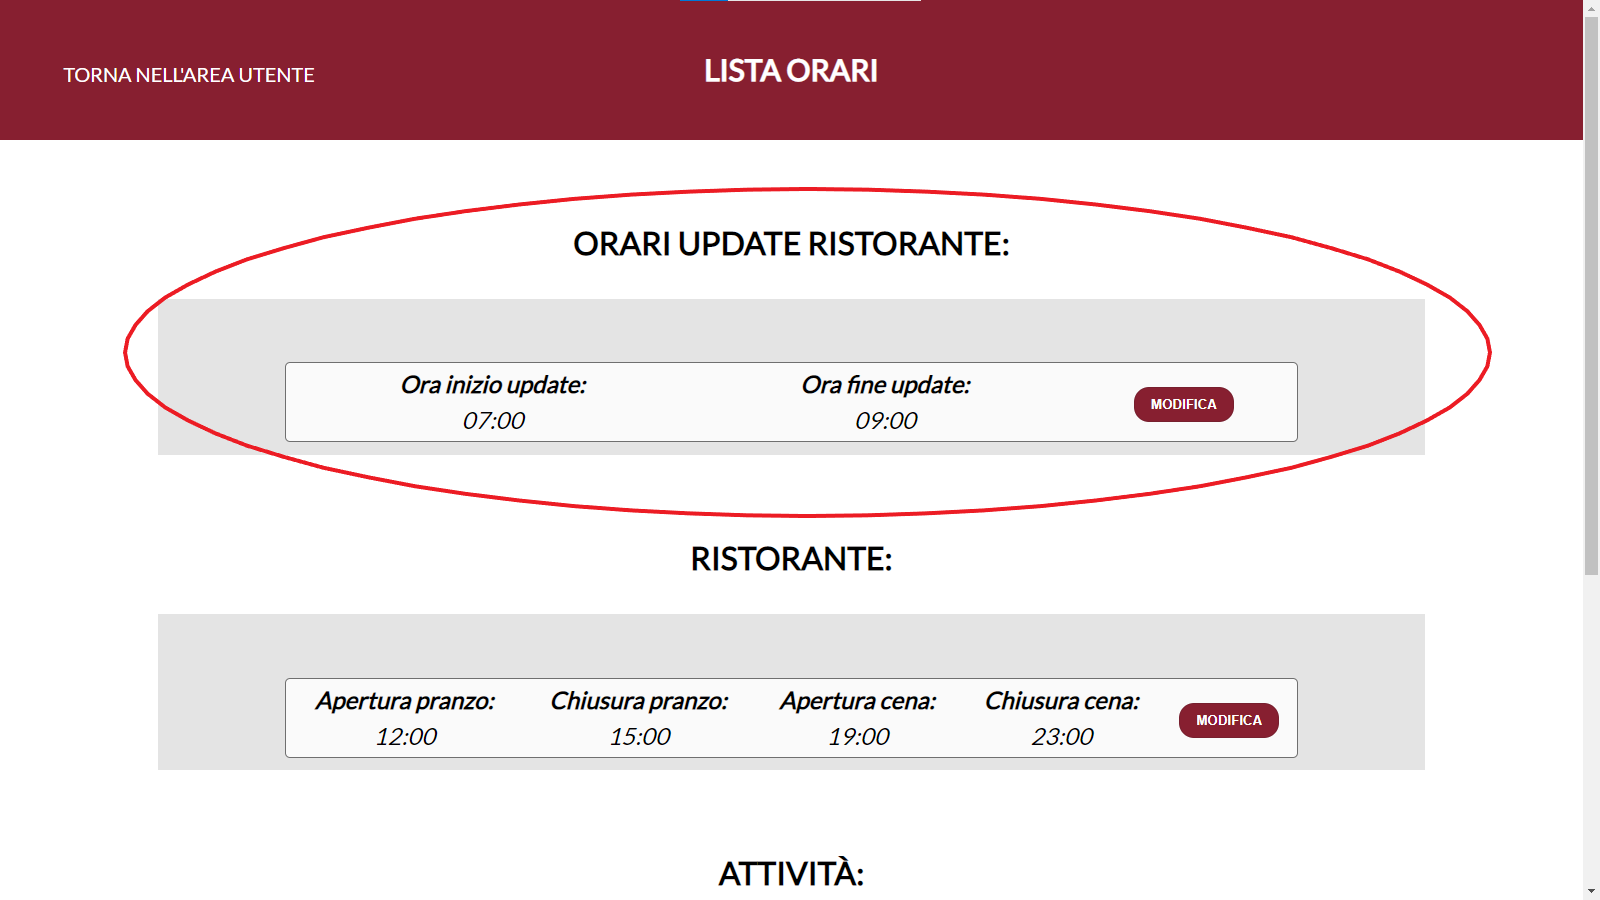 TORNA NELL'AREA UTENTE
LISTA ORARI
ORARI UPDATE RISTORANTE:
Ora inizio update: Ora fine update:
07:00 09:00
MODIFICA
RISTORANTE:
Apertura pranzo: Chiusura pranzo: Apertura cena: Chiusura cena:
12:00 15:00 19:00 23:00
MODIFICA
ATTIVITÀ: